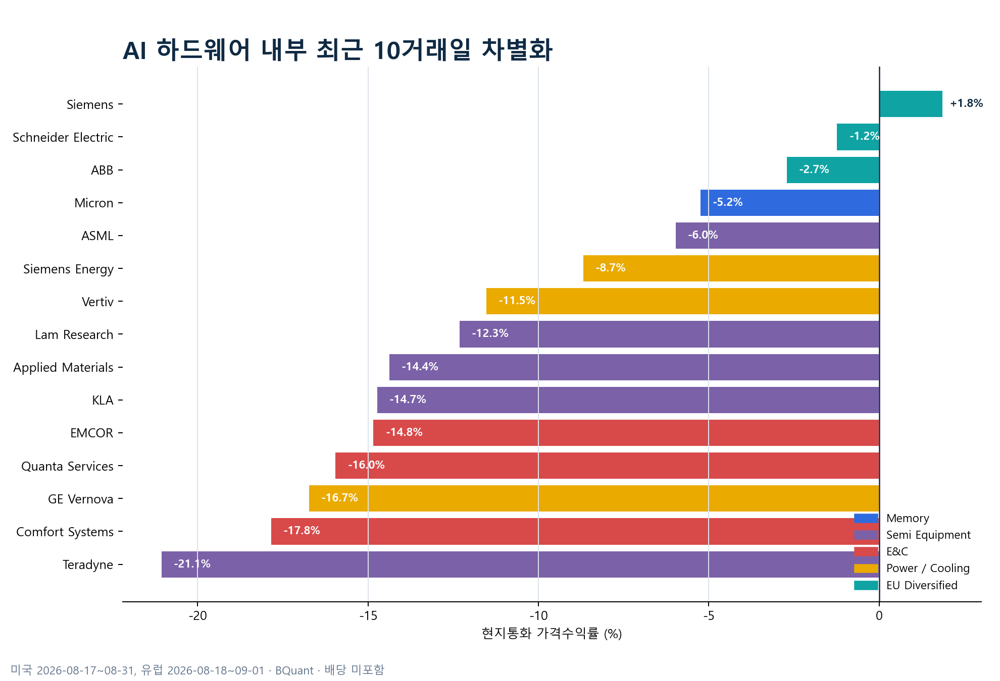 AI 하드웨어 내부 최근 10거래일 차별화
Siemens
+1.8%
Schneider Electric
-1.2%
ABB
-2.7%
Micron
-5.2%
ASML
-6.0%
Siemens Energy
-8.7%
Vertiv
-11.5%
Lam Research
-12.3%
Applied Materials
-14.4%
KLA
-14.7%
EMCOR
-14.8%
Quanta Services
-16.0%
GE Vernova
-16.7%
Comfort Systems
-17.8%
Teradyne
-21.1%
Memory
Semi Equipment
E&C
Power / Cooling
EU Diversified
-20 -15 -10 -5 0
현지통화 가격수익률 (%)
미국 2026-08-17~08-31, 유럽 2026-08-18~09-01 · BQuant · 배당 미포함